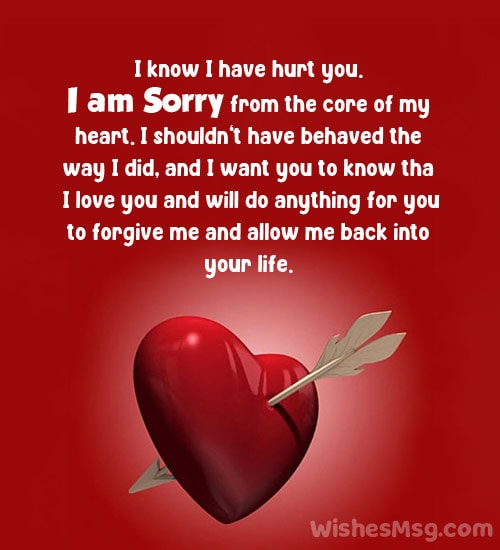 I know I have hurt you.
I am Sorry from the core of my
heart. I shouldn't have behaved the
way I did, and I want you to know tha
I love you and will do anything for you
to forgive me and allow me back into
your life.
WishesMsg.com